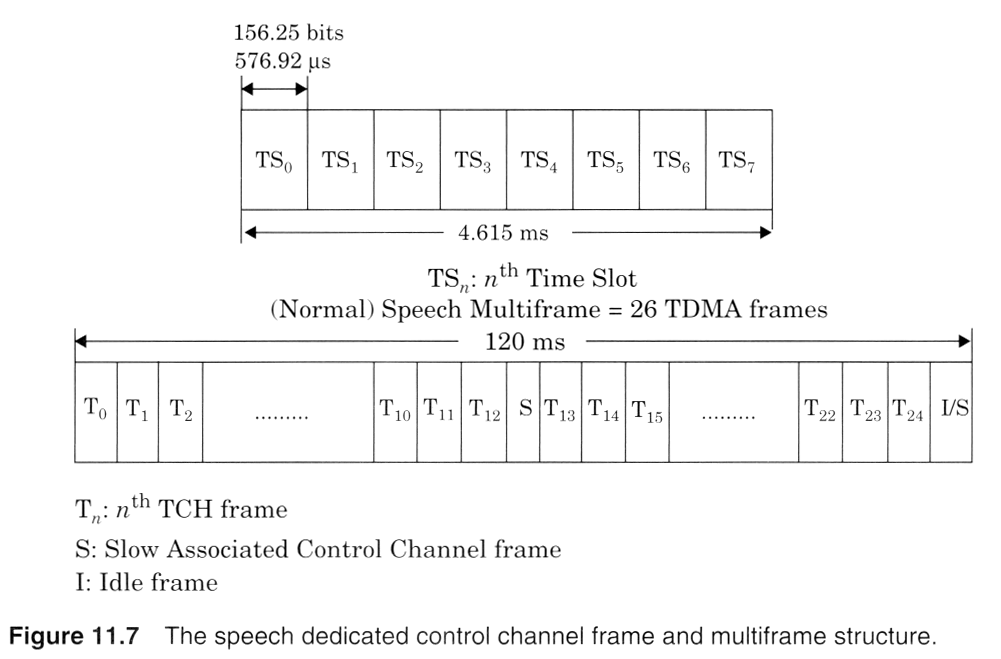 156.25 bits
576.92 μs
TS0 TS1 TS2 TS3 TS4 TS5 TS6 TS7
4.615 ms
TSn: nth Time Slot
(Normal) Speech Multiframe = 26 TDMA frames
120 ms
T0 T1 T2 ......... T10 T11 T12 S T13 T14 T15 ......... T22 T23 T24 I/S
Tn: nth TCH frame
S: Slow Associated Control Channel frame
I: Idle frame
Figure 11.7 The speech dedicated control channel frame and multiframe structure.